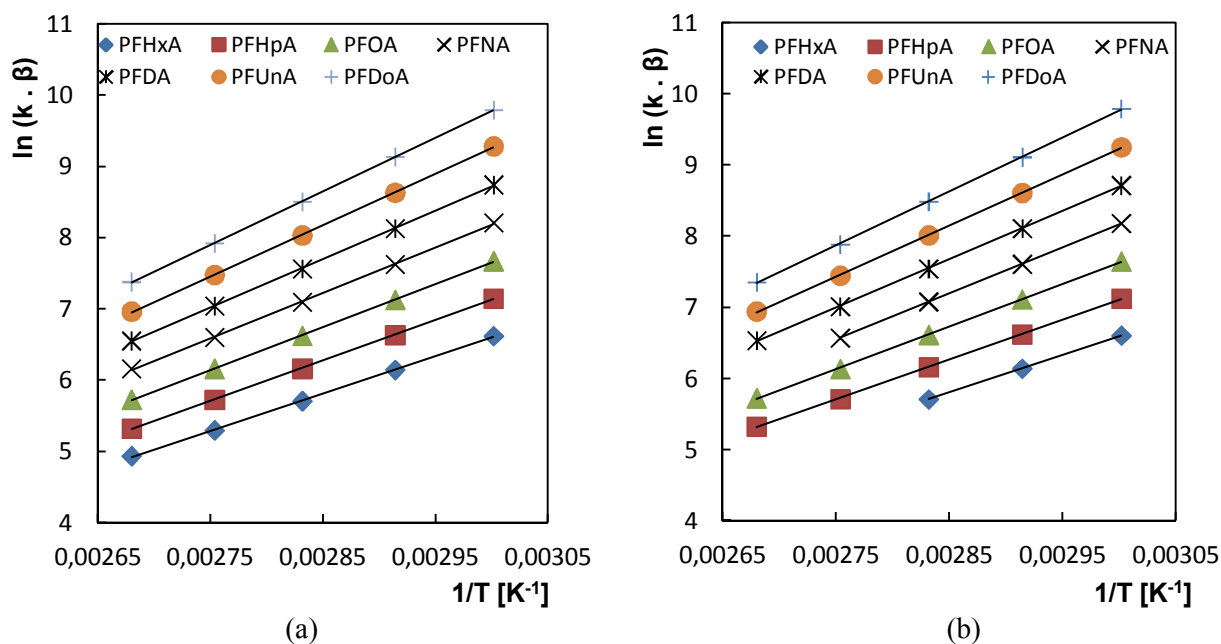 11
PFHxA PFHpA PFOA PFNA
PFDA PFUnA PFDoA
10
9
8
7
6
5
4
ln (k . β)
0,00265 0,00275 0,00285 0,00295 0,00305
1/T [K-1]
(a)
11
PFHxA PFHpA PFOA PFNA
PFDA PFUnA PFDoA
10
9
8
7
6
5
4
ln (k . β)
0,00265 0,00275 0,00285 0,00295 0,00305
1/T [K-1]
(b)